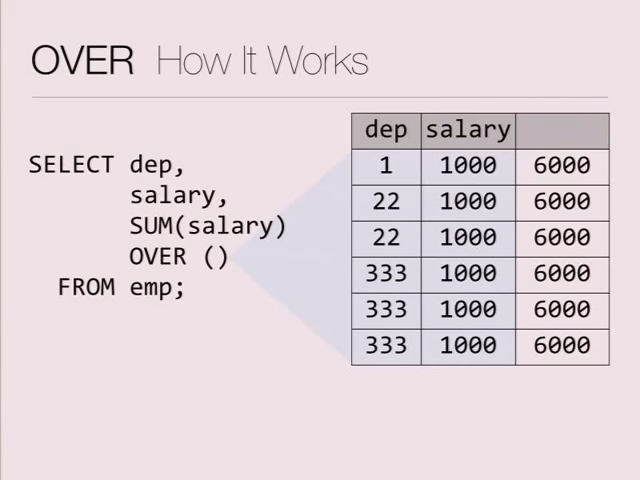 OVER How It Works
SELECT dep,
salary,
SUM(salary)
OVER ()
FROM emp;
dep salary
1 1000 6000
22 1000 6000
22 1000 6000
333 1000 6000
333 1000 6000
333 1000 6000